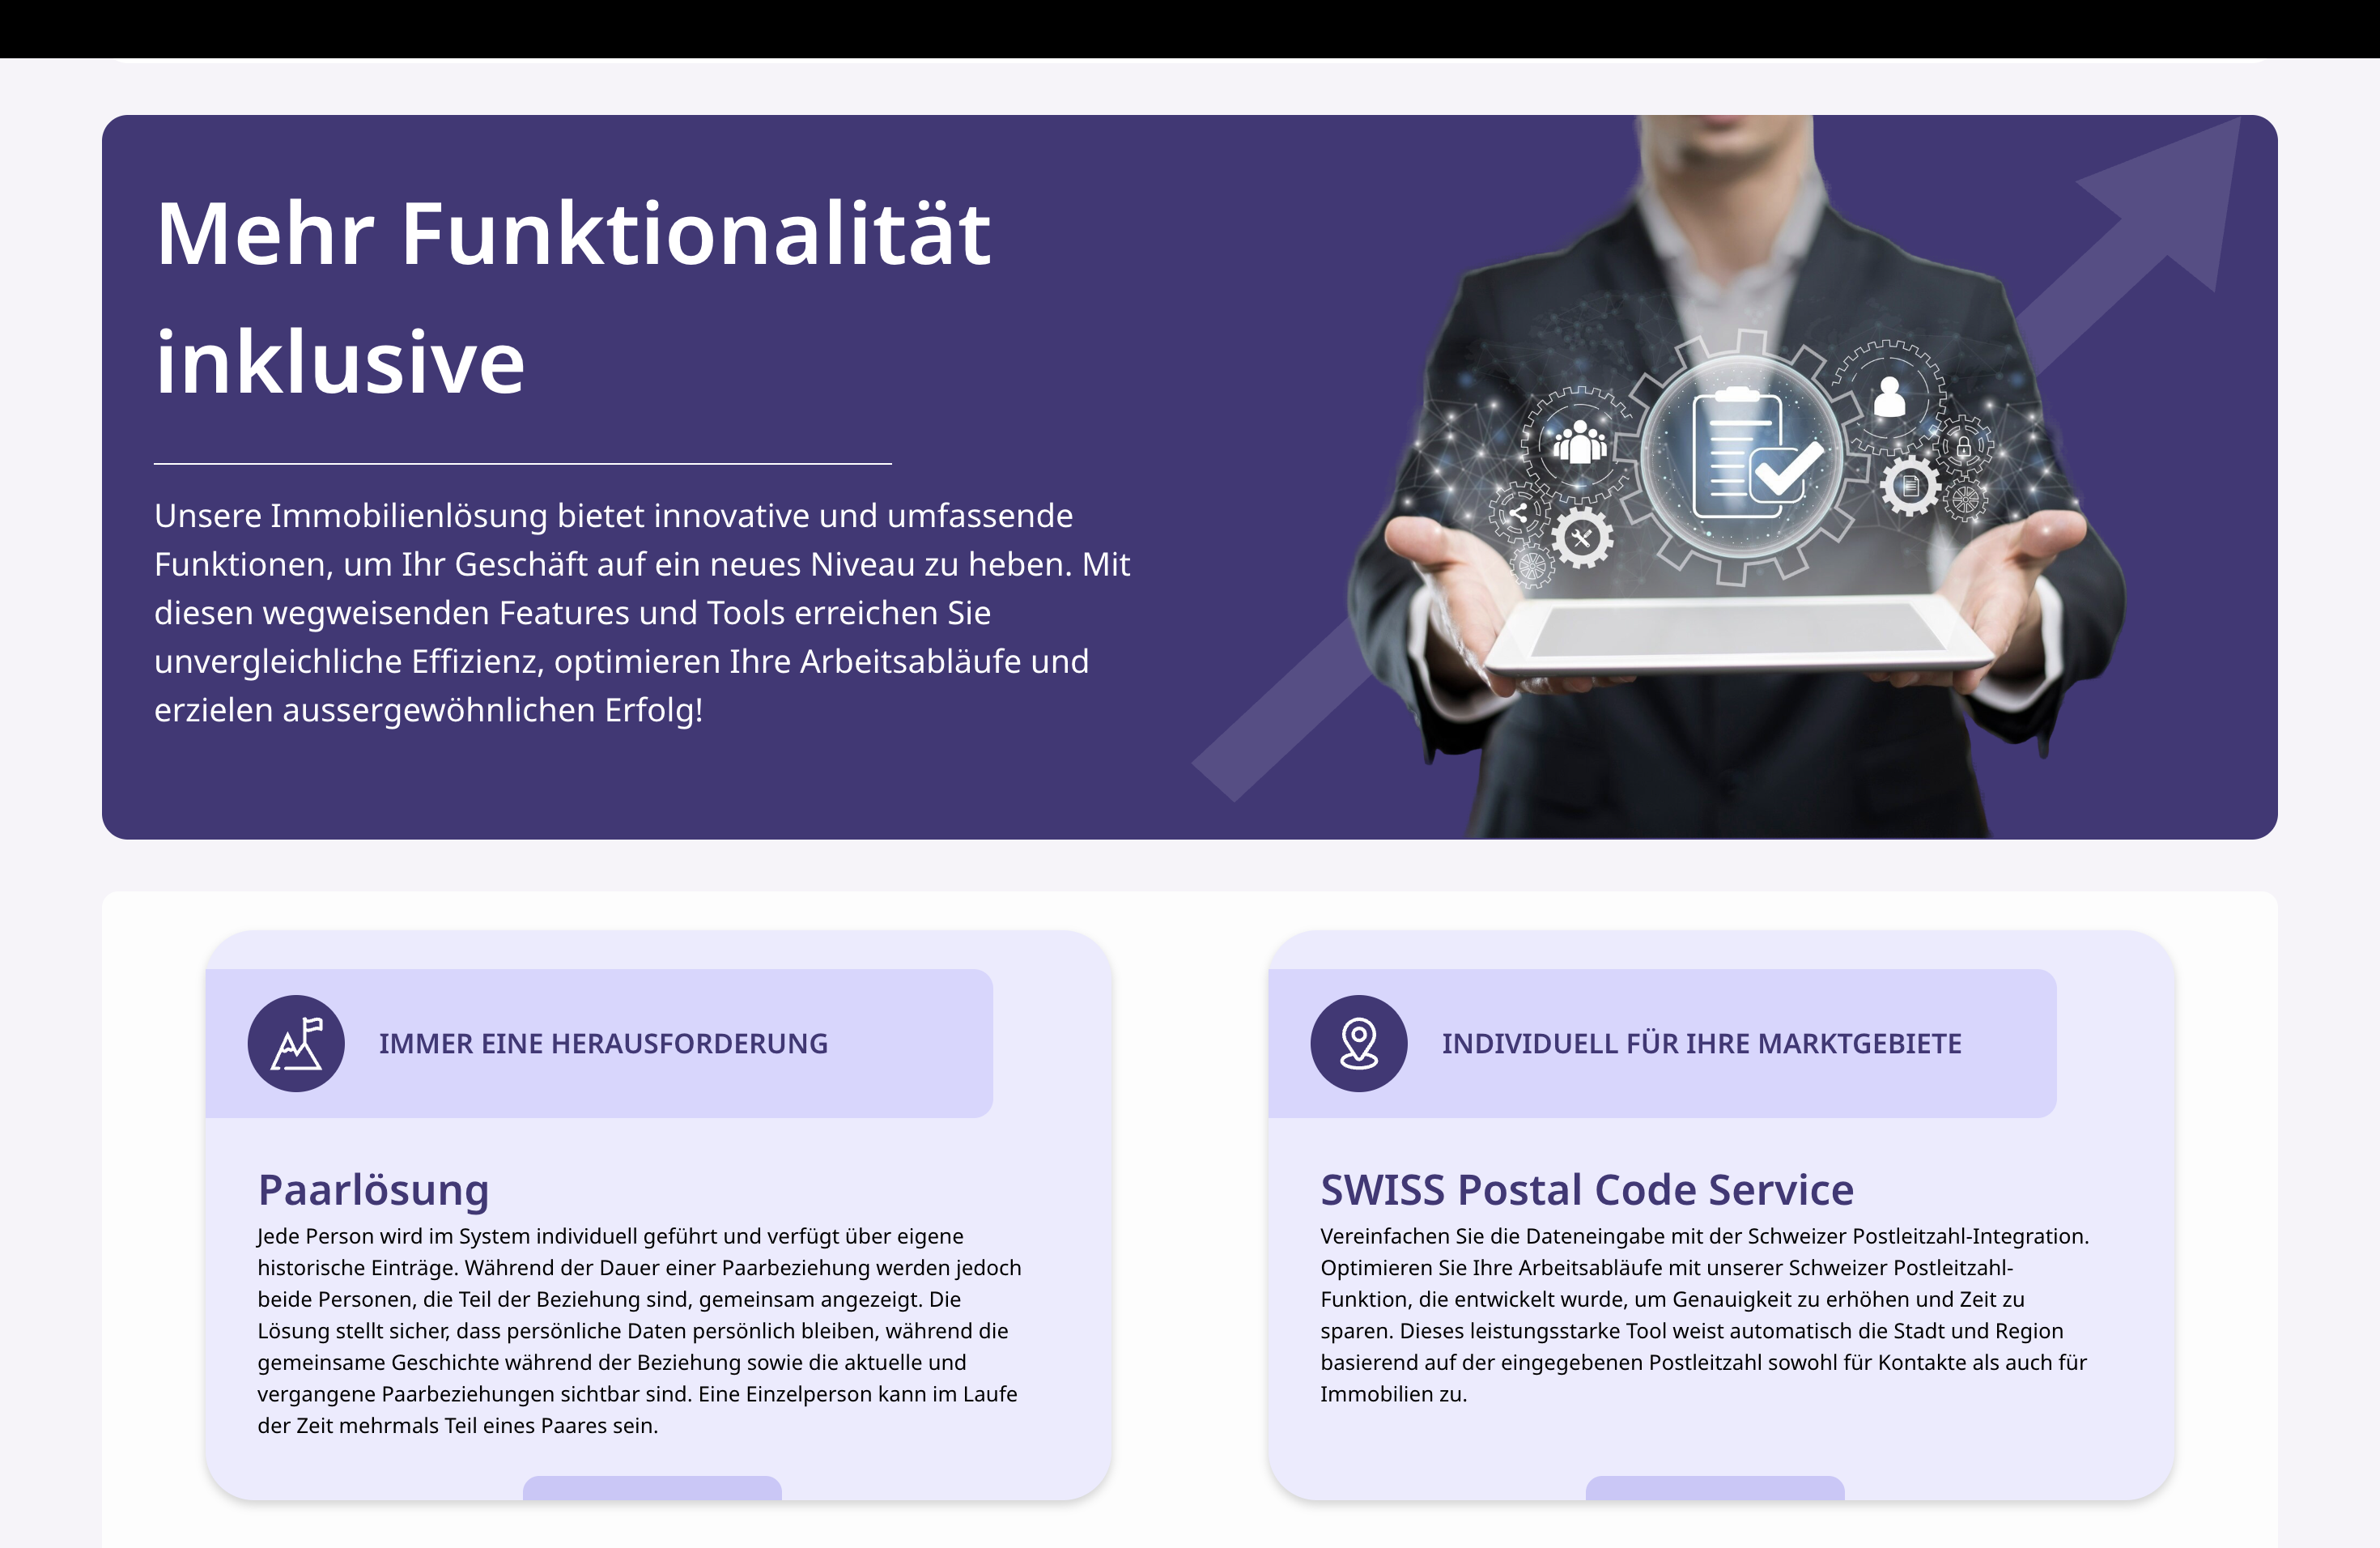 Mehr Funktionalität
inklusive
Unsere Immobilienlösung bietet innovative und umfassende
Funktionen, um Ihr Geschäft auf ein neues Niveau zu heben. Mit
diesen wegweisenden Features und Tools erreichen Sie
unvergleichliche Effizienz, optimieren Ihre Arbeitsabläufe und
erzielen aussergewöhnlichen Erfolg!
IMMER EINE HERAUSFORDERUNG
Paarlösung
Jede Person wird im System individuell geführt und verfügt über eigene
historische Einträge. Während der Dauer einer Paarbeziehung werden jedoch
beide Personen, die Teil der Beziehung sind, gemeinsam angezeigt. Die
Lösung stellt sicher, dass persönliche Daten persönlich bleiben, während die
gemeinsame Geschichte während der Beziehung sowie die aktuelle und
vergangene Paarbeziehungen sichtbar sind. Eine Einzelperson kann im Laufe
der Zeit mehrmals Teil eines Paares sein.
INDIVIDUELL FÜR IHRE MARKTGEBIETE
SWISS Postal Code Service
Vereinfachen Sie die Dateneingabe mit der Schweizer Postleitzahl-Integration.
Optimieren Sie Ihre Arbeitsabläufe mit unserer Schweizer Postleitzahl-
Funktion, die entwickelt wurde, um Genauigkeit zu erhöhen und Zeit zu
sparen. Dieses leistungsstarke Tool weist automatisch die Stadt und Region
basierend auf der eingegebenen Postleitzahl sowohl für Kontakte als auch für
Immobilien zu.